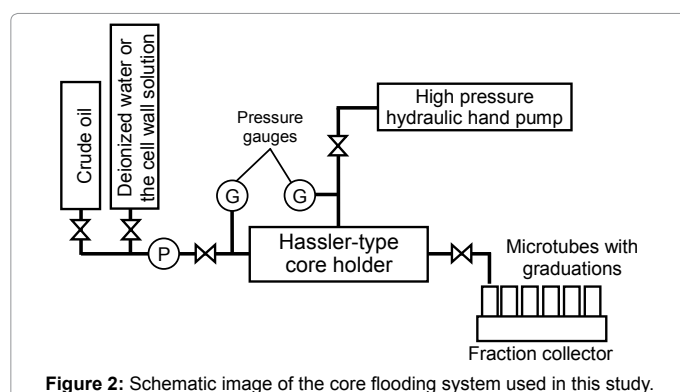 Crude oil
Deionized water or
the cell wall solution
Pressure
gauges
High pressure
hydraulic hand pump
G
G
P
Hassler-type
core holder
Microtubes with
graduations
Fraction collector
Figure 2: Schematic image of the core flooding system used in this study.